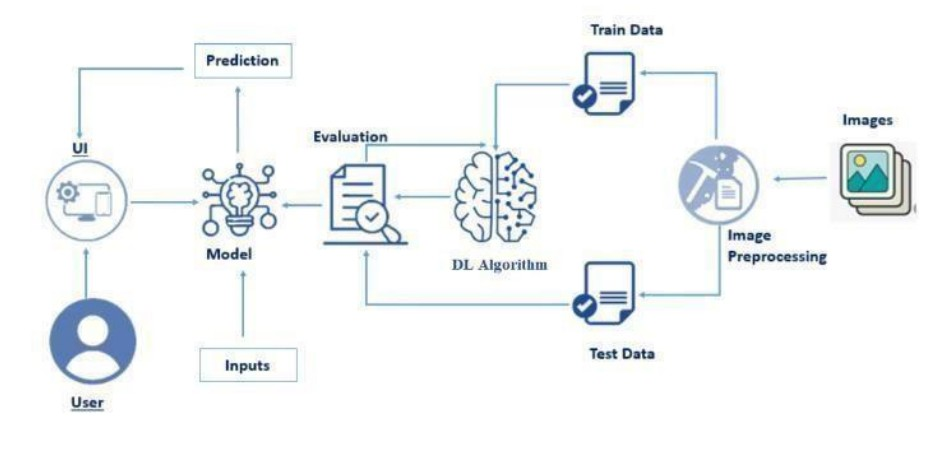 Train Data
Prediction
Images
Evaluation
UI
Model
Image
Preprocessing
DL Algorithm
Test Data
Inputs
User